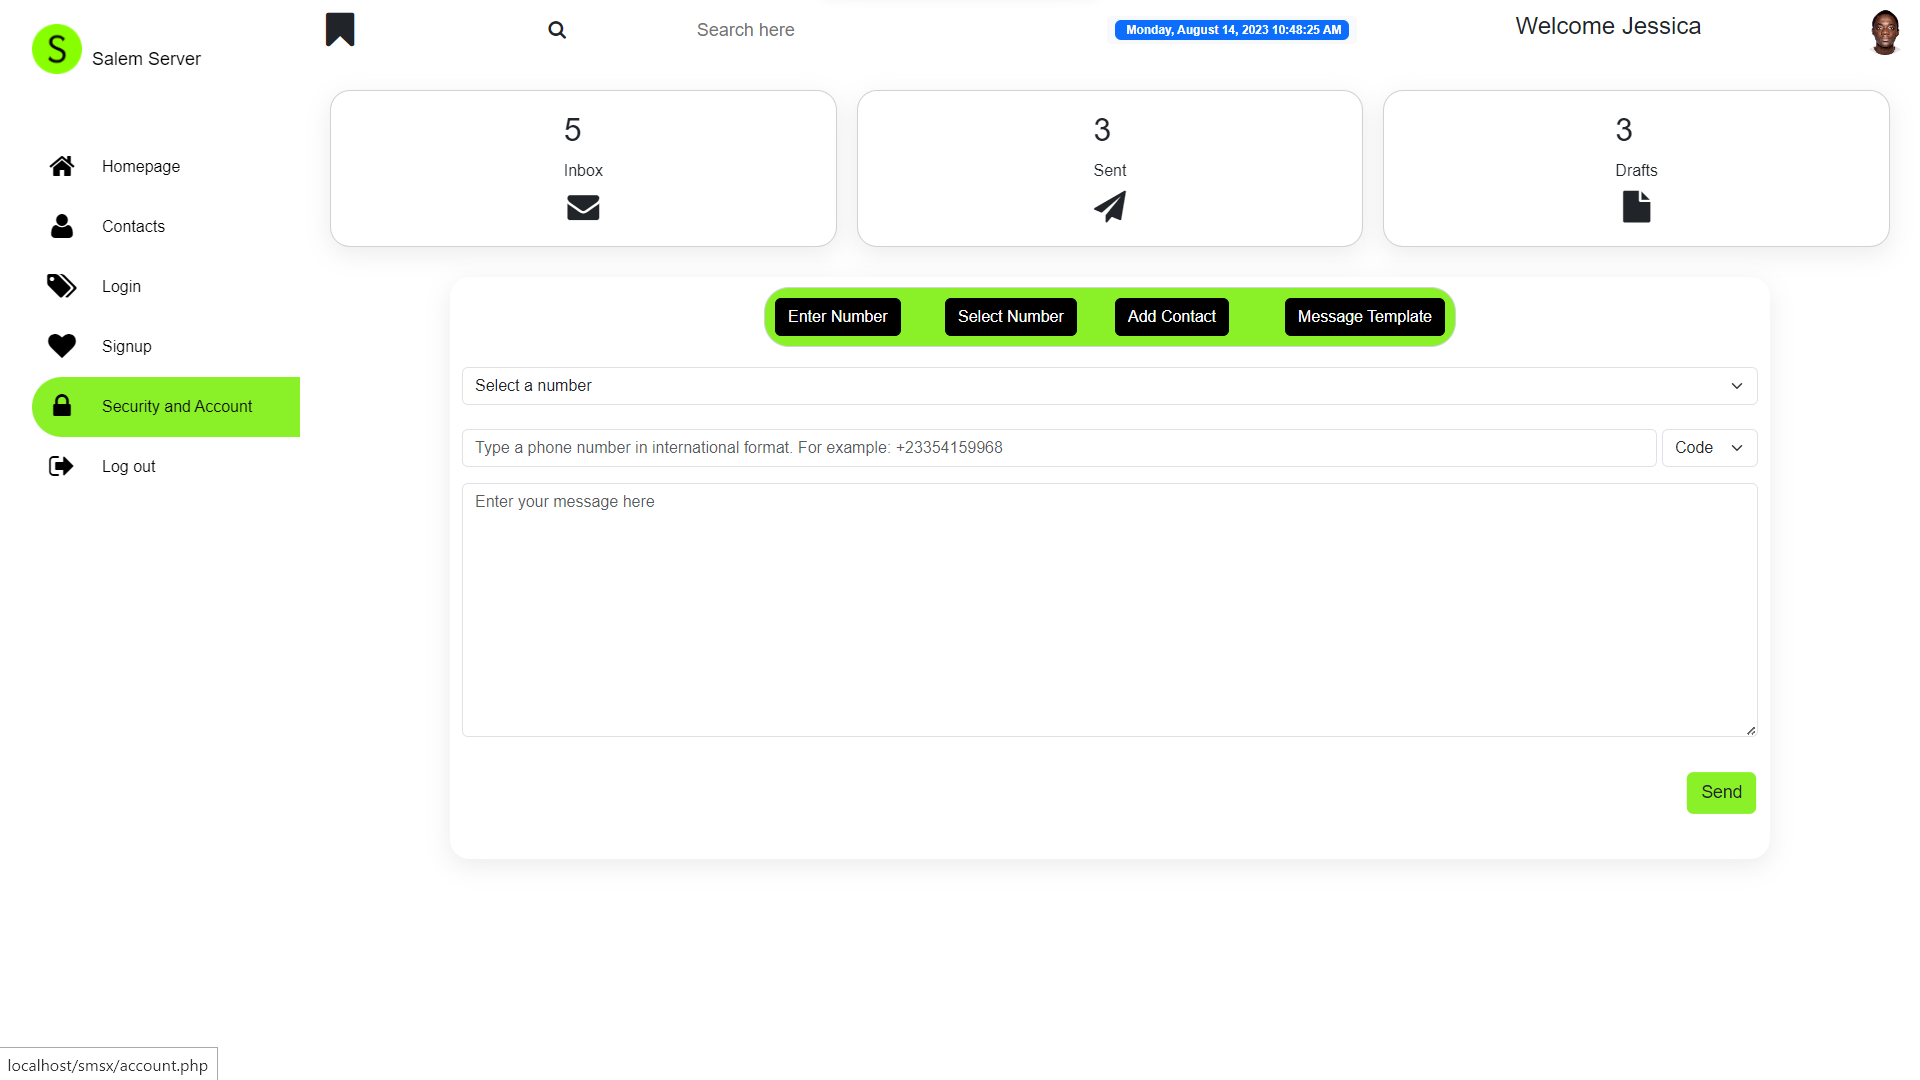 S
Salem Server
Search here
Monday, August 14, 2023 10:48:25 AM
Welcome Jessica
5
Inbox
3
Sent
3
Drafts
Homepage
Contacts
Login
Signup
Security and Account
Log out
Enter Number
Select Number
Add Contact
Message Template
Select a number
Type a phone number in international format. For example: +23354159968
Code
Enter your message here
Send
localhost/smsx/account.php